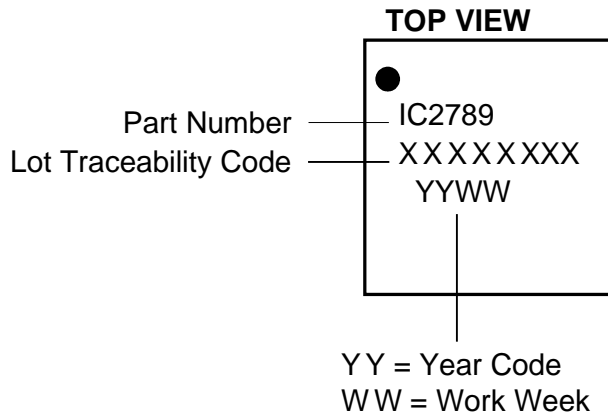 TOP VIEW
Part Number
IC2789
Lot Traceability Code
XXXXXXXX
YYWW
YY = Year Code
WW = Work Week